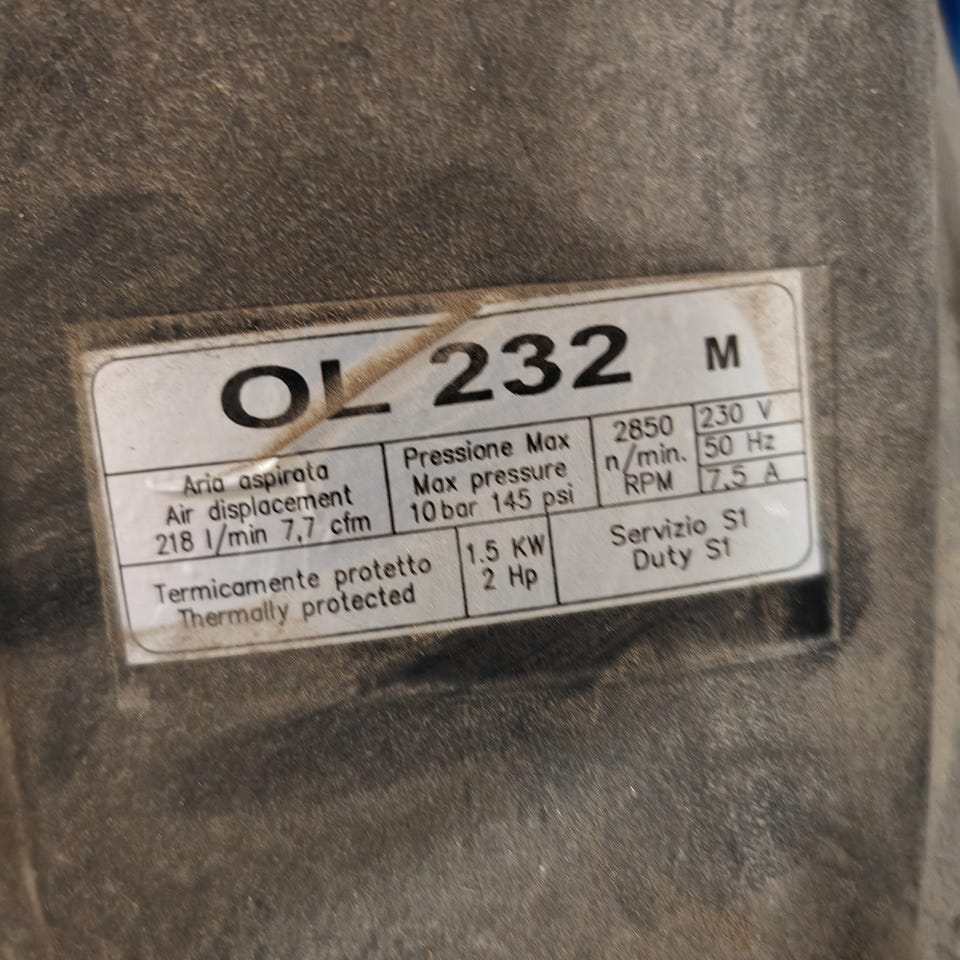 OL 232 M
Aria aspirata
Air displacement
218 l/min 7,7 cfm
Pressione Max
Max pressure
10 bar 145 psi
2850
n/min.
RPM
230 V
50 Hz
7,5 A
Termicamente protetto
Thermally protected
1.5 KW
2 Hp
Servizio S1
Duty S1